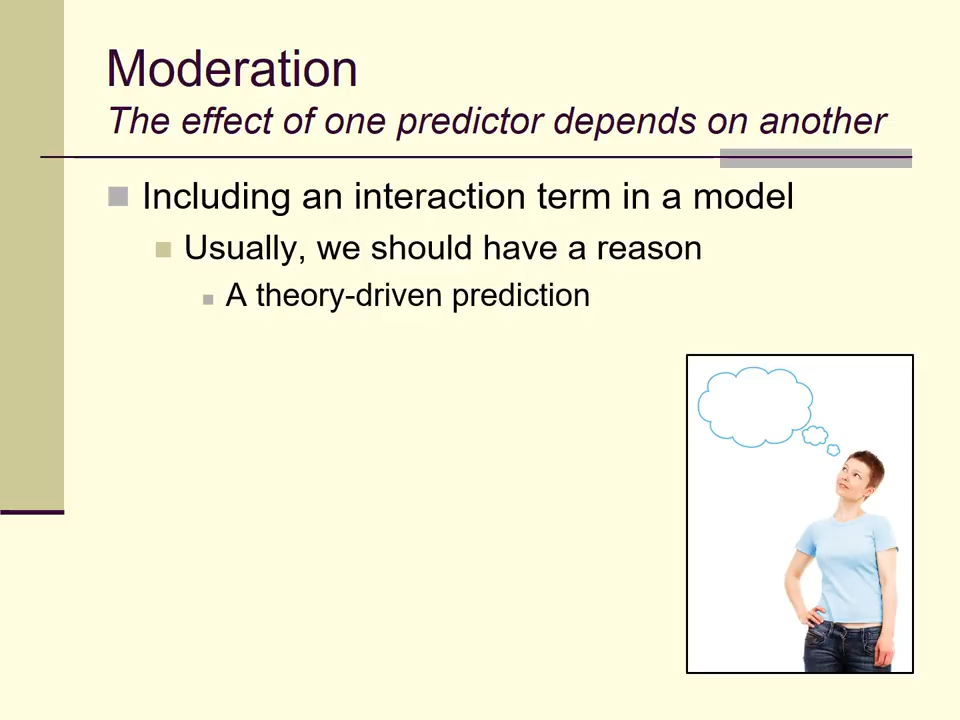 Moderation
The effect of one predictor depends on another
Including an interaction term in a model
Usually, we should have a reason
A theory-driven prediction